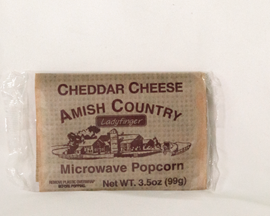 CHEDDAR CHEESE
AMISH COUNTRY
Ladyfinger
Microwave Popcorn
Net WT. 3.5oz (99g)